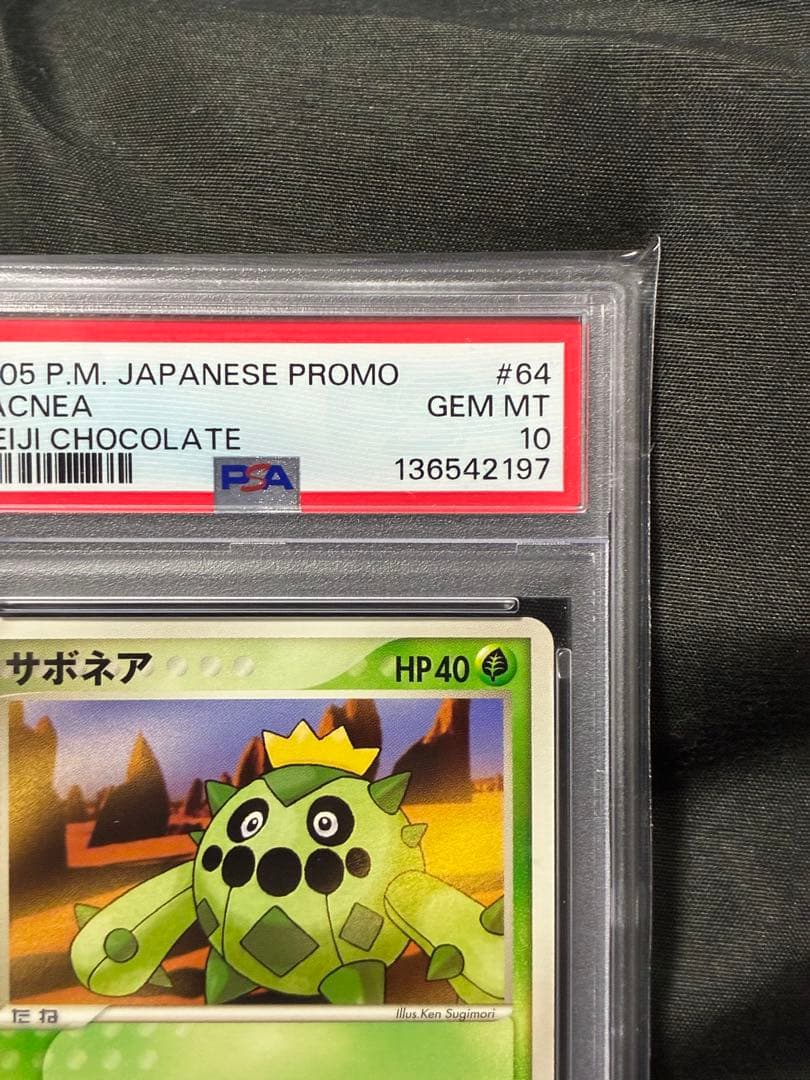 05 P.M. JAPANESE PROMO #64
ACNEA GEM MT
EIJI CHOCOLATE 10
PSA 136542197
サボネア HP40
たね Illus. Ken Sugimori